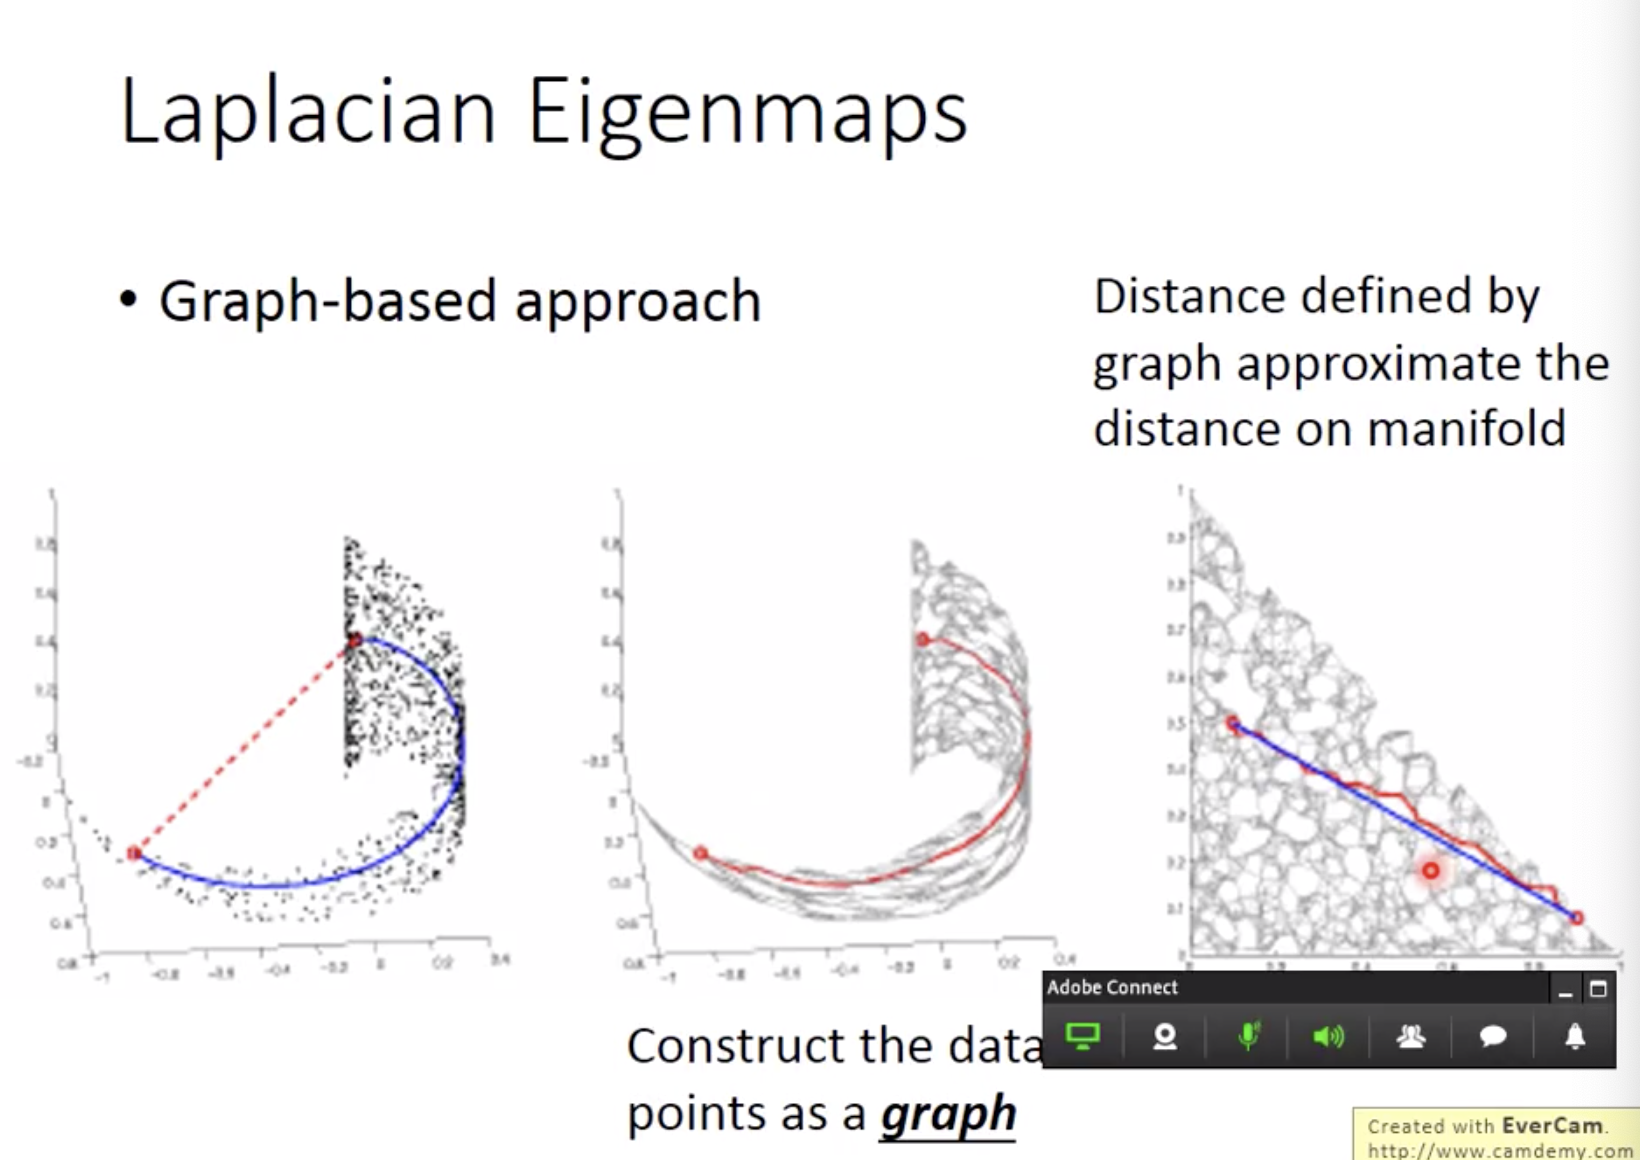 Laplacian Eigenmaps
• Graph-based approach
Distance defined by
graph approximate the
distance on manifold
Construct the data
points as a graph
Adobe Connect
Created with EverCam.
http://www.camdemy.com